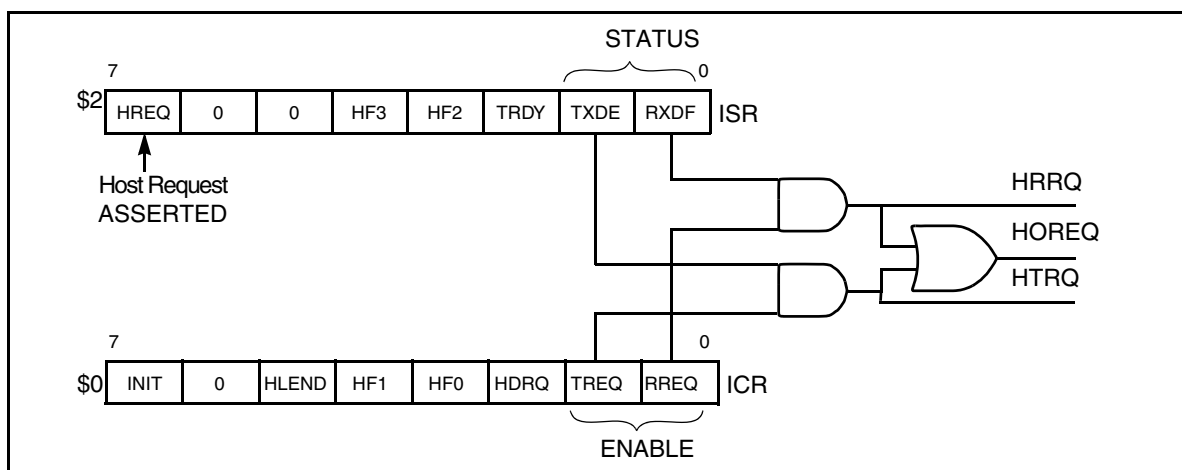 STATUS
7 0
$2 HREQ 0 0 HF3 HF2 TRDY TXDE RXDF ISR
Host Request
ASSERTED
HRRQ
HOREQ
HTRQ
7 0
$0 INIT 0 HLEND HF1 HF0 HDRQ TREQ RREQ ICR
ENABLE